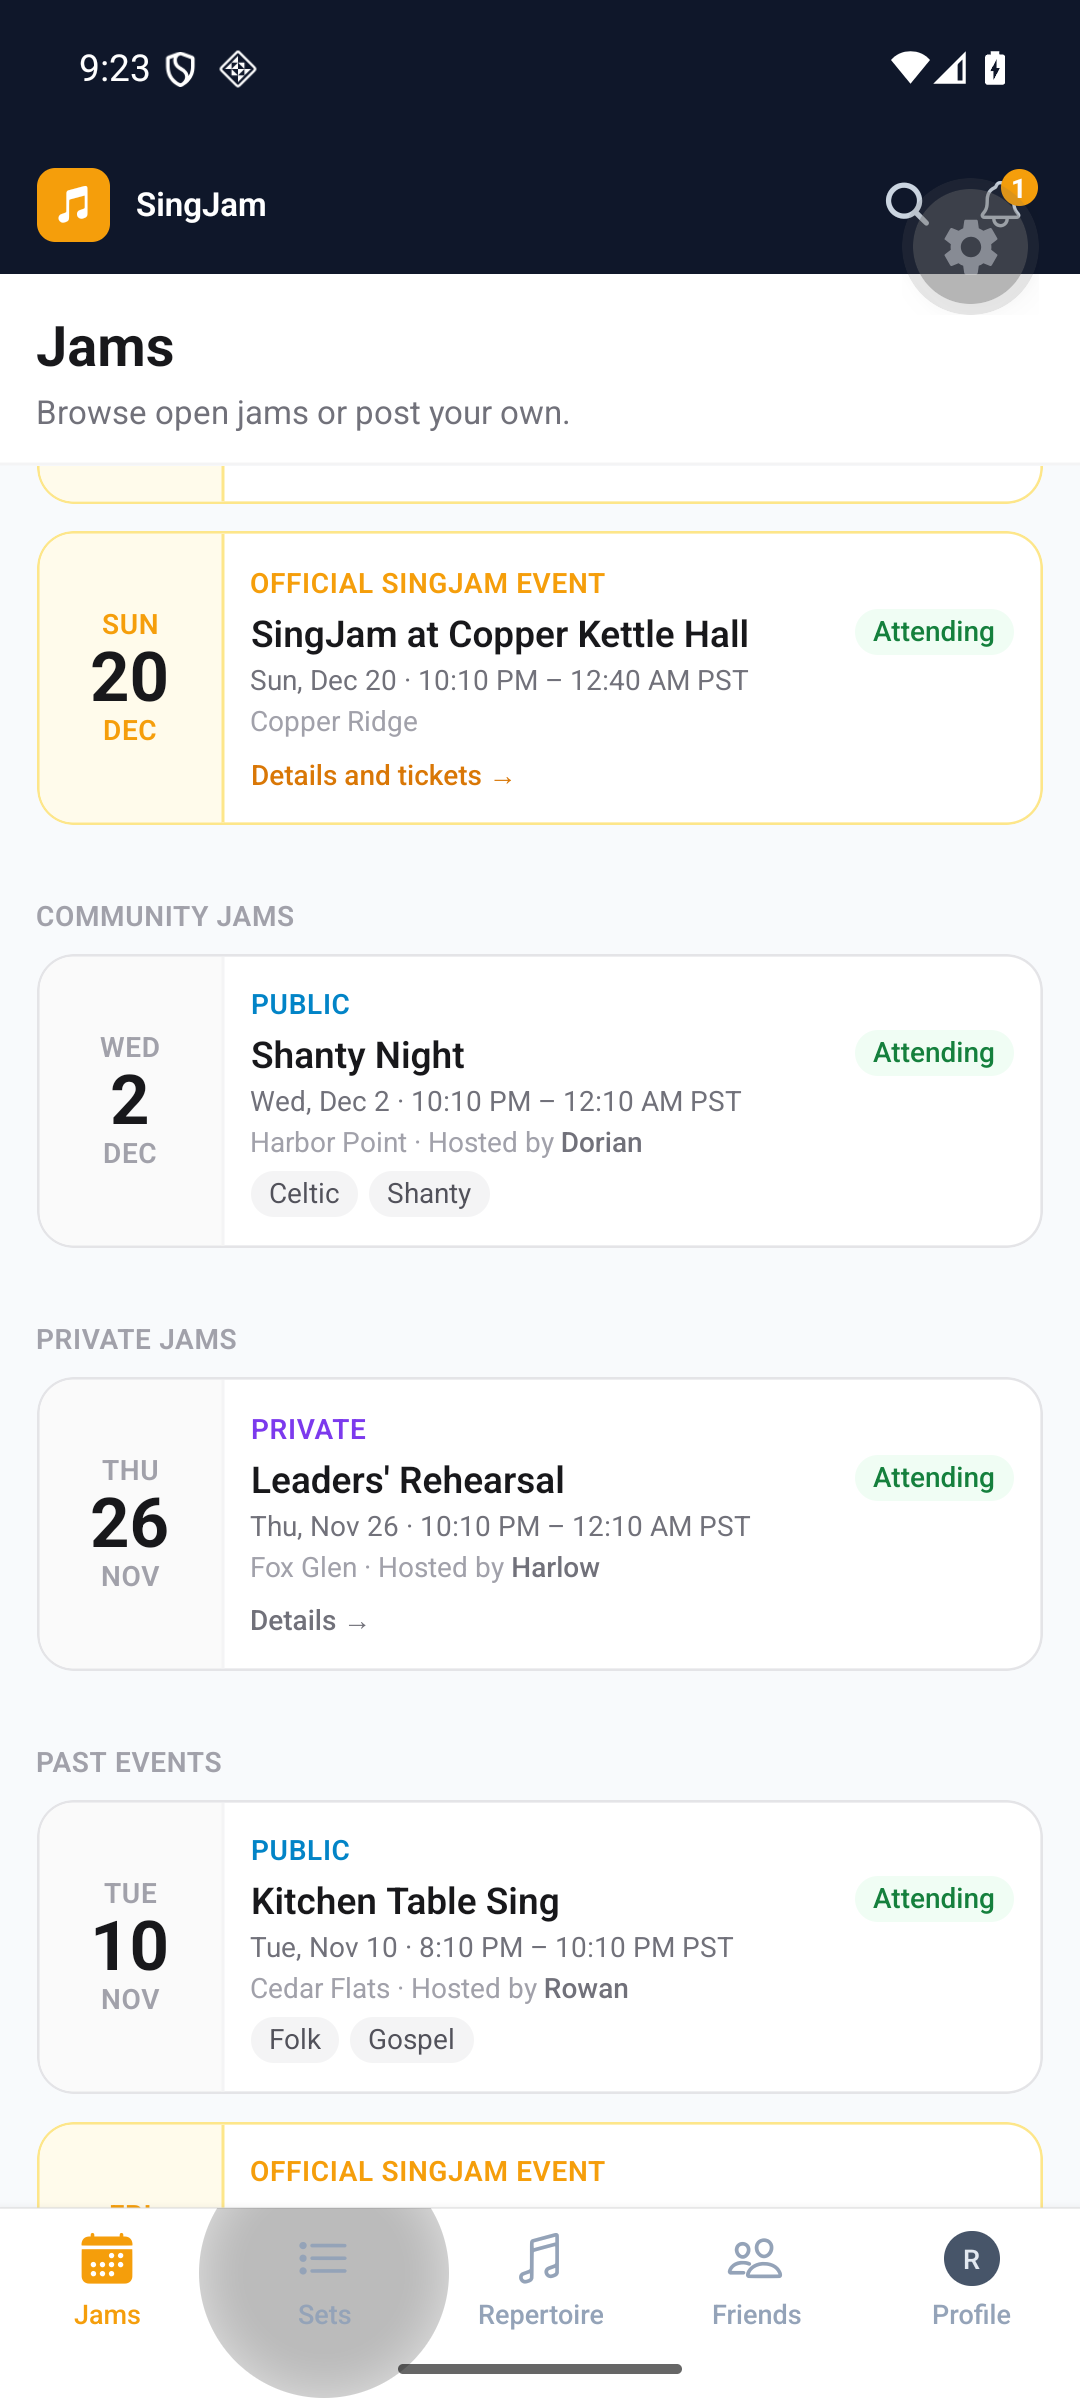 9:23
SingJam
1
Jams
Browse open jams or post your own.
OFFICIAL SINGJAM EVENT
SUN
20
DEC
SingJam at Copper Kettle Hall
Attending
Sun, Dec 20 · 10:10 PM – 12:40 AM PST
Copper Ridge
Details and tickets →
COMMUNITY JAMS
PUBLIC
WED
2
DEC
Shanty Night
Attending
Wed, Dec 2 · 10:10 PM – 12:10 AM PST
Harbor Point · Hosted by Dorian
Celtic
Shanty
PRIVATE JAMS
PRIVATE
THU
26
NOV
Leaders' Rehearsal
Attending
Thu, Nov 26 · 10:10 PM – 12:10 AM PST
Fox Glen · Hosted by Harlow
Details →
PAST EVENTS
PUBLIC
TUE
10
NOV
Kitchen Table Sing
Attending
Tue, Nov 10 · 8:10 PM – 10:10 PM PST
Cedar Flats · Hosted by Rowan
Folk
Gospel
OFFICIAL SINGJAM EVENT
Jams
Sets
Repertoire
Friends
R
Profile